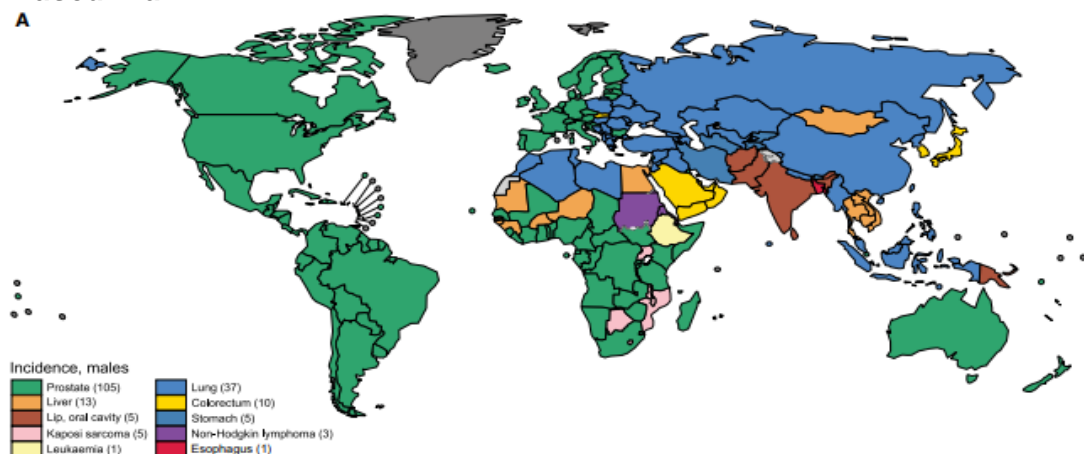 A
Incidence, males
Prostate (105)
Liver (13)
Lip, oral cavity (5)
Kaposi sarcoma (5)
Leukaemia (1)
Lung (37)
Colorectum (10)
Stomach (5)
Non-Hodgkin lymphoma (3)
Esophagus (1)